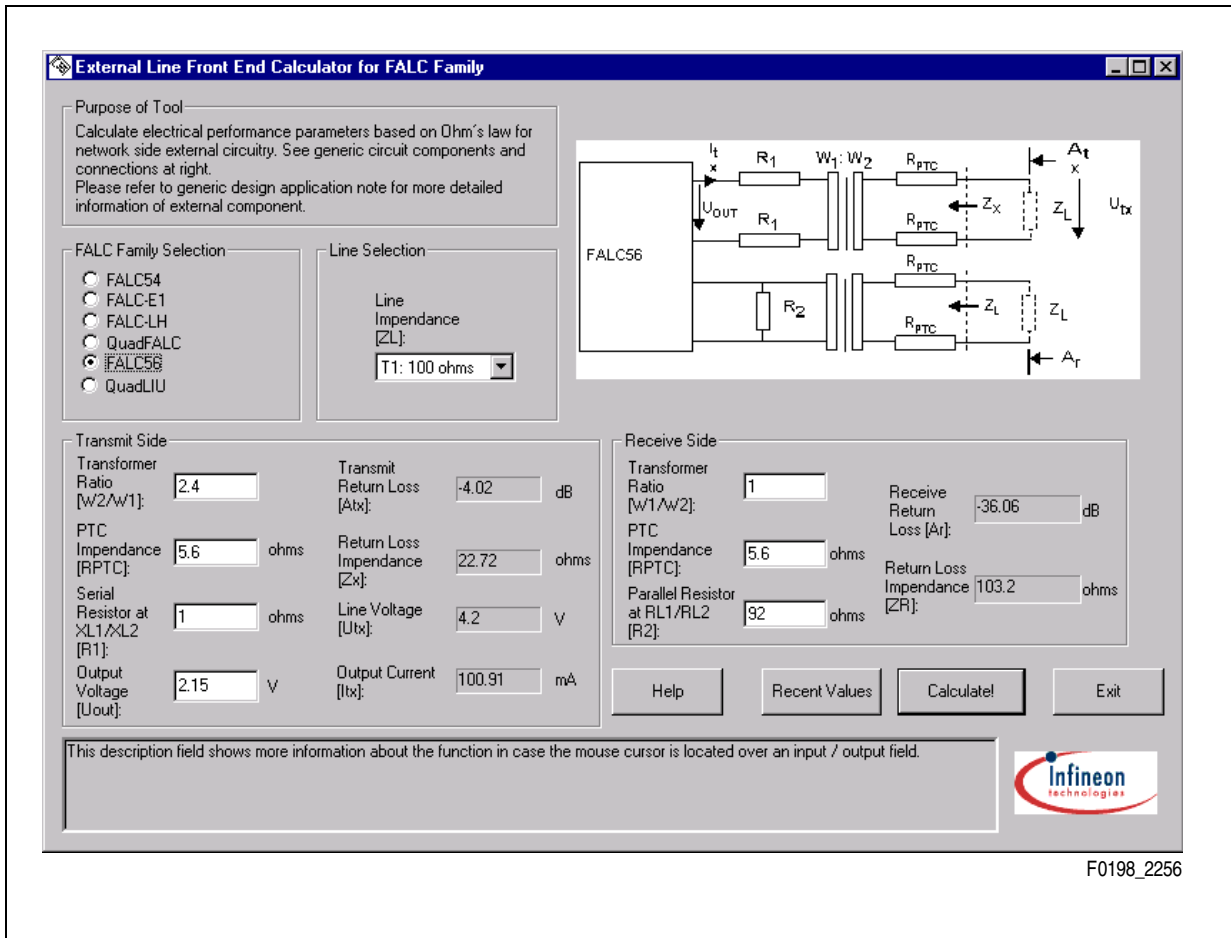 External Line Front End Calculator for FALC Family
Purpose of Tool
Calculate electrical performance parameters based on Ohm´s law for
network side external circuitry. See generic circuit components and
connections at right.
Please refer to generic design application note for more detailed
information of external component.
FALC Family Selection
FALC54
FALC-E1
FALC-LH
QuadFALC
FALC56
QuadLIU
Line Selection
Line
Impendance
[ZL]:
T1: 100 ohms
FALC56
Itx
UOUT
R1
R1
W1: W2
RPTC
RPTC
ZX
ZL
Atx
Utx
R2
RPTC
RPTC
ZL
ZL
Ar
Transmit Side
Transformer
Ratio
[W2/W1]:
2.4
PTC
Impendance
[RPTC]:
5.6
ohms
Serial
Resistor at
XL1/XL2
[R1]:
1
ohms
Output
Voltage
[Uout]:
2.15
V
Transmit
Return Loss
[Atx]:
-4.02
dB
Return Loss
Impendance
[Zx]:
22.72
ohms
Line Voltage
[Utx]:
4.2
V
Output Current
[Itx]:
100.91
mA
Receive Side
Transformer
Ratio
[W1/W2]:
1
PTC
Impendance
[RPTC]:
5.6
ohms
Parallel Resistor
at RL1/RL2
[R2]:
92
ohms
Receive
Return
Loss [Ar]:
-36.06
dB
Return Loss
Impendance
[ZR]:
103.2
ohms
Help
Recent Values
Calculate!
Exit
This description field shows more information about the function in case the mouse cursor is located over an input / output field.
Infineon
technologies
F0198_2256